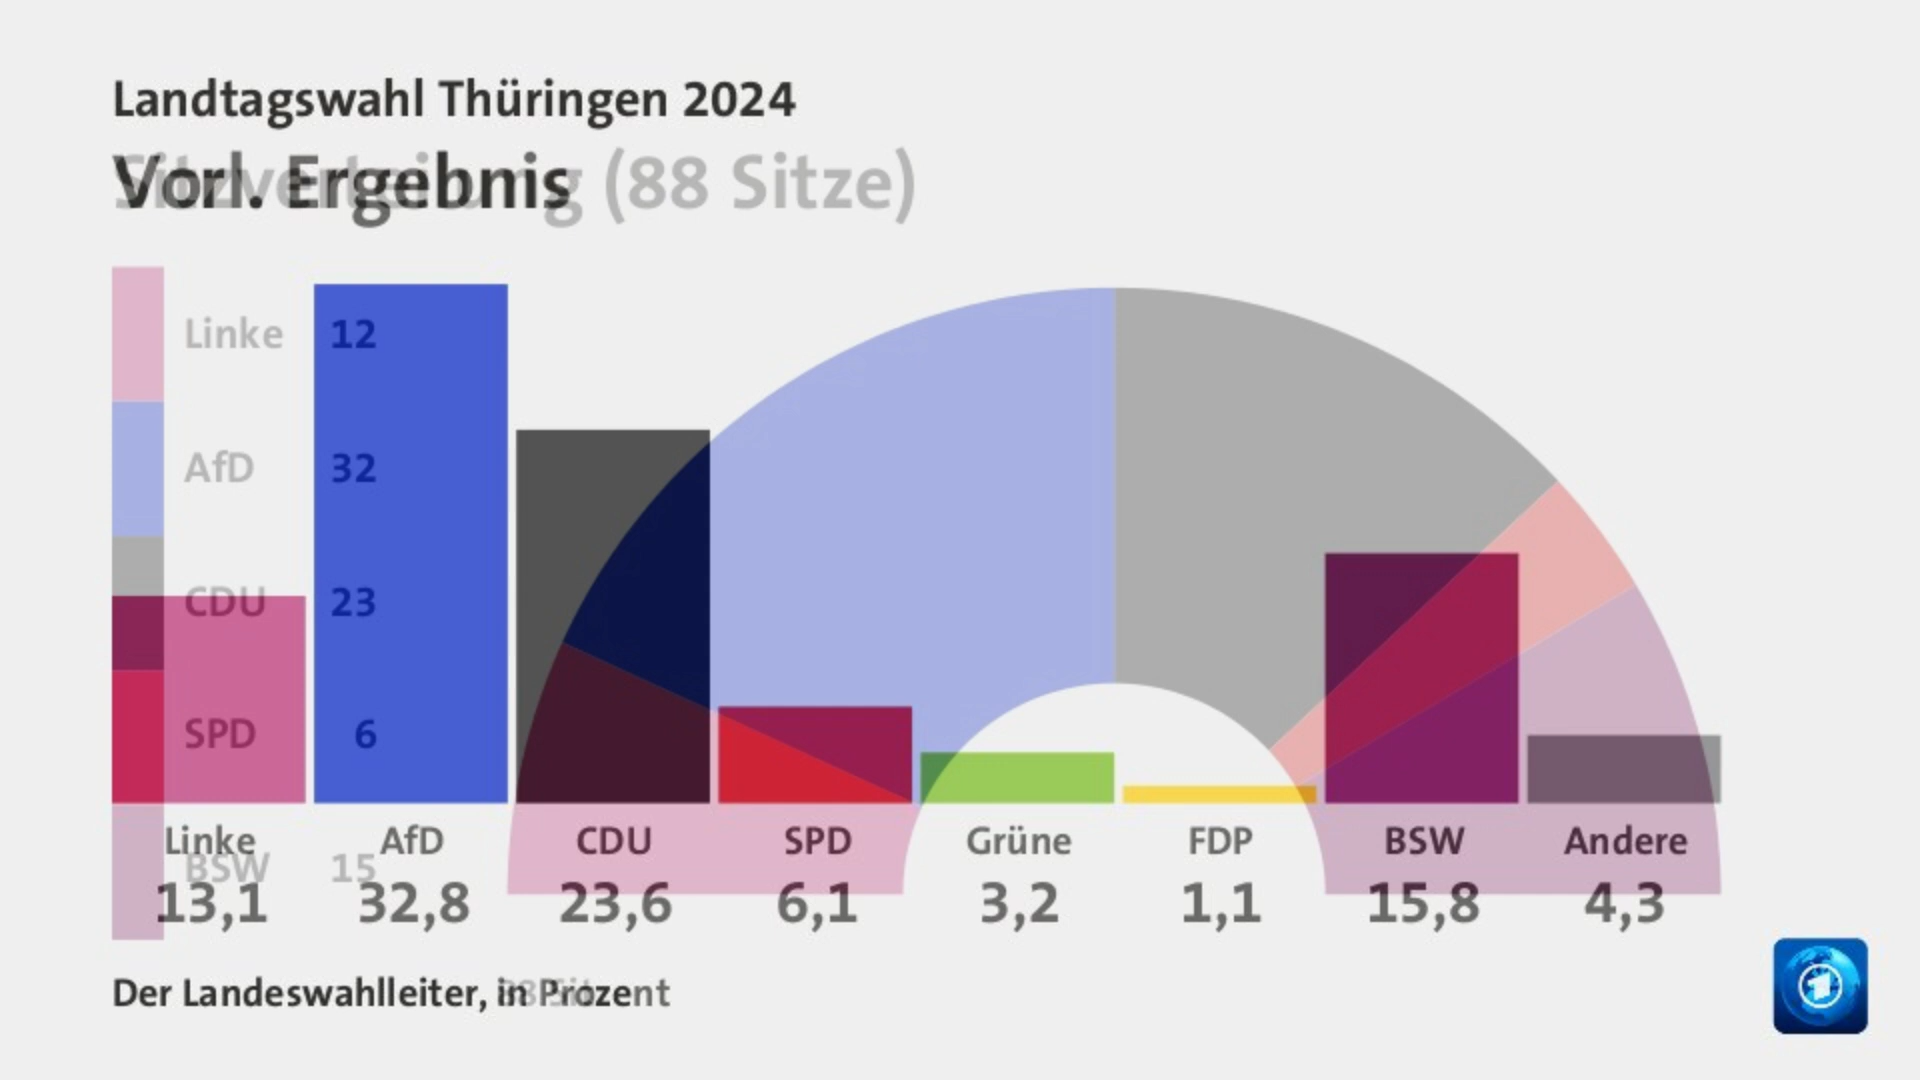 Landtagswahl Thüringen 2024
Vorl. Ergebnis
Sitzverteilung (88 Sitze)
Linke 12
AfD 32
CDU 23
SPD 6
BSW 15
Linke AfD CDU SPD Grüne FDP BSW Andere
13,1 32,8 23,6 6,1 3,2 1,1 15,8 4,3
Der Landeswahlleiter, in Prozent
1